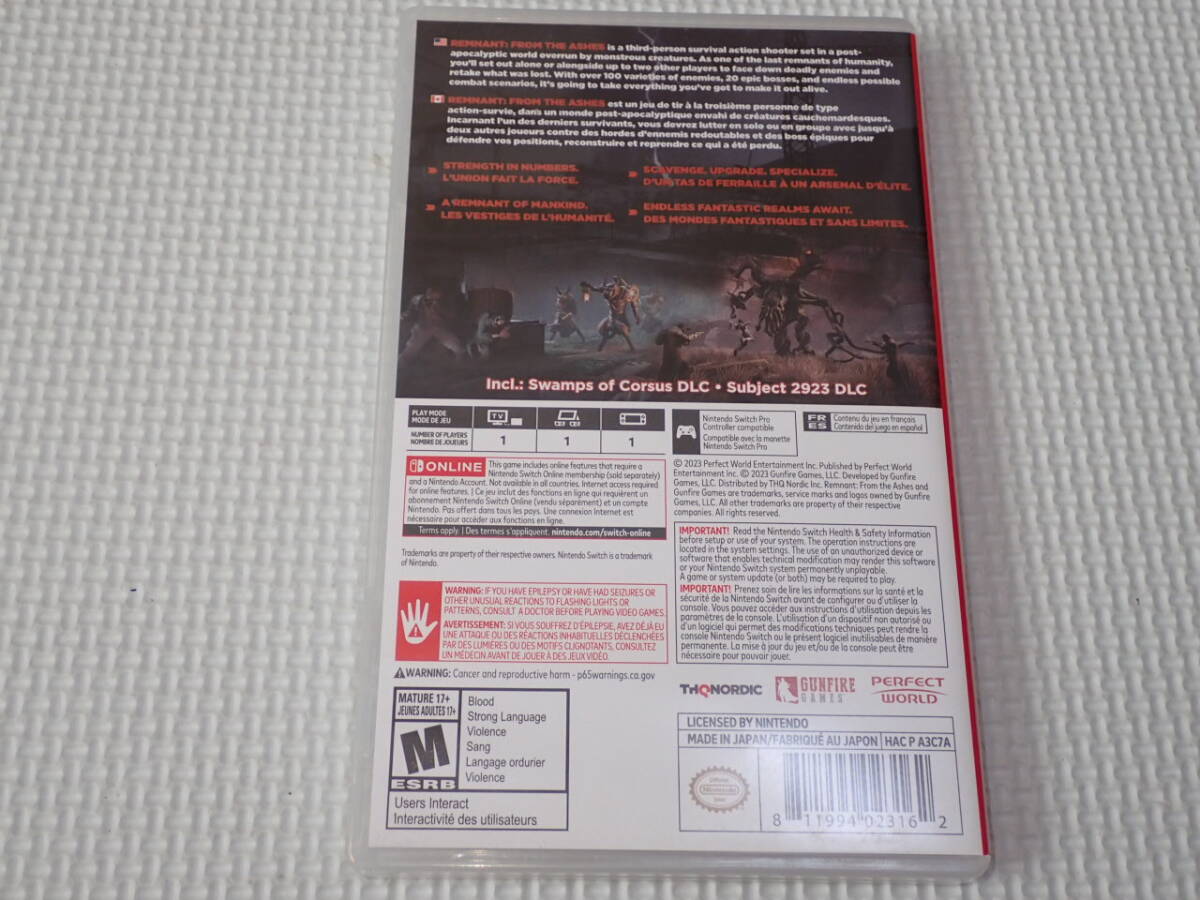 REMNANT: FROM THE ASHES is a third-person survival action shooter set in a post-
apocalyptic world overrun by monstrous creatures. As one of the last remnants of humanity,
you'll set out alone or alongside up to two other players to face down deadly enemies and
retake what was lost. With over 100 varieties of enemies, 20 epic bosses, and endless possible
combat scenarios, it's going to take everything you've got to make it out alive.
REMNANT: FROM THE ASHES est un jeu de tir à la troisième personne de type
action-survie, dans un monde post-apocalyptique envahi de créatures cauchemardesques.
Incarnant l'un des derniers survivants, vous devrez lutter en solo ou en groupe avec jusqu'à
deux autres joueurs contre des hordes d'ennemis redoutables et des boss épiques pour
défendre vos positions, reconstruire et reprendre ce qui a été perdu.
» STRENGTH IN NUMBERS.
L'UNION FAIT LA FORCE.
» SCAVENGE. UPGRADE. SPECIALIZE.
D'UN TAS DE FERRAILLE À UN ARSENAL D'ÉLITE.
» A REMNANT OF MANKIND.
LES VESTIGES DE L'HUMANITÉ.
» ENDLESS FANTASTIC REALMS AWAIT.
DES MONDES FANTASTIQUES ET SANS LIMITES.
Incl.: Swamps of Corsus DLC • Subject 2923 DLC
PLAY MODE
MODE DE JEU
TV
NUMBER OF PLAYERS
NOMBRE DE JOUEURS
1 1 1
Nintendo Switch Pro
Controller compatible
Compatible avec la manette
Nintendo Switch Pro
FR
ES
Contenu du jeu en français
Contenido del juego en español
ONLINE This game includes online features that require a
Nintendo Switch Online membership (sold separately)
and a Nintendo Account. Not available in all countries. Internet access required
for online features. | Ce jeu inclut des fonctions en ligne qui requièrent un
abonnement Nintendo Switch Online (vendu séparément) et un compte
Nintendo. Pas offert dans tous les pays. Une connexion Internet est
nécessaire pour accéder aux fonctions en ligne.
Terms apply. | Des termes s'appliquent. nintendo.com/switch-online
Trademarks are property of their respective owners. Nintendo Switch is a trademark
of Nintendo.
© 2023 Perfect World Entertainment Inc. Published by Perfect World
Entertainment Inc. © 2023 Gunfire Games, LLC. Developed by Gunfire
Games, LLC. Distributed by THQ Nordic Inc. Remnant: From the Ashes and
Gunfire Games are trademarks, service marks and logos owned by Gunfire
Games, LLC. All other trademarks are property of their respective
companies. All rights reserved.
IMPORTANT! Read the Nintendo Switch Health & Safety Information
before setup or use of your system. The operation instructions are
located in the system settings. The use of an unauthorized device or
software that enables technical modification may render this software
or your Nintendo Switch system permanently unplayable.
A game or system update (or both) may be required to play.
IMPORTANT! Prenez soin de lire les informations sur la santé et la
sécurité de la Nintendo Switch avant de configurer ou d'utiliser la
console. Vous pouvez accéder aux instructions d'utilisation depuis les
paramètres de la console. L'utilisation d'un dispositif non autorisé ou
d'un logiciel qui permet des modifications techniques peut rendre la
console Nintendo Switch ou le présent logiciel inutilisables de manière
permanente. La mise à jour du jeu et/ou de la console peut être
nécessaire pour pouvoir jouer.
WARNING: IF YOU HAVE EPILEPSY OR HAVE HAD SEIZURES OR
OTHER UNUSUAL REACTIONS TO FLASHING LIGHTS OR
PATTERNS, CONSULT A DOCTOR BEFORE PLAYING VIDEO GAMES.
AVERTISSEMENT: SI VOUS SOUFFREZ D'ÉPILEPSIE, AVEZ DÉJÀ EU
UNE ATTAQUE OU DES RÉACTIONS INHABITUELLES DÉCLENCHÉES
PAR DES LUMIÈRES OU DES MOTIFS CLIGNOTANTS, CONSULTEZ
UN MÉDECIN AVANT DE JOUER À DES JEUX VIDÉO.
WARNING: Cancer and reproductive harm - p65warnings.ca.gov
MATURE 17+
JEUNES ADULTES 17+
M
ESRB
Blood
Strong Language
Violence
Sang
Langage ordurier
Violence
Users Interact
Interactivité des utilisateurs
THQNORDIC
GUNFIRE
GAMES
PERFECT
WORLD
LICENSED BY NINTENDO
MADE IN JAPAN/FABRIQUÉ AU JAPON HAC P A3C7A
Nintendo
8 11994 02316 2